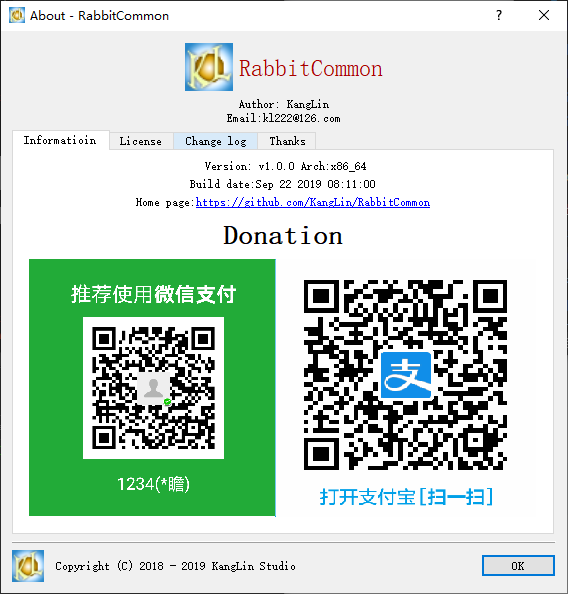 About - RabbitCommon
RabbitCommon
Author: KangLin
Email:kl222@126.com
Informatioin License Change log Thanks
Version: v1.0.0 Arch:x86_64
Build date:Sep 22 2019 08:11:00
Home page:https://github.com/KangLin/RabbitCommon
Donation
推荐使用微信支付
1234(*瞻)
支
打开支付宝[扫一扫]
Copyright (C) 2018 - 2019 KangLin Studio
OK